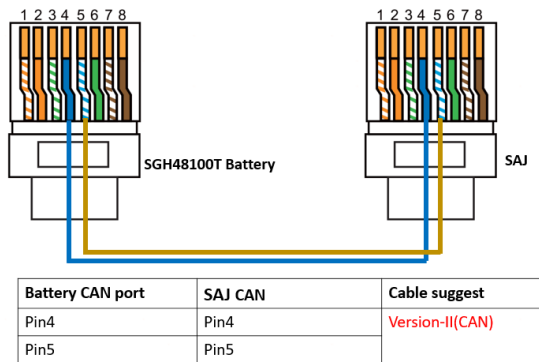 1 2 3 4 5 6 7 8
1 2 3 4 5 6 7 8
SGH48100T Battery
SAJ
Battery CAN port SAJ CAN Cable suggest
Pin4 Pin4 Version-II(CAN)
Pin5 Pin5